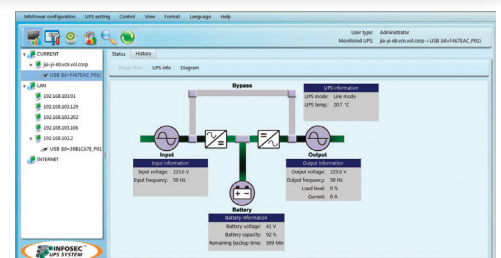 InfoPower configuration UPS setting Control View Format Language Help
User type: Administrator
Monitored UPS: jia-yi-nb.vcn.vol.corp-> USB (id=F467EAC_P01)
CURRENT
jia-yi-nb.vcn.vol.corp
USB (id=F467EAC_P01)
LAN
192.168.103.91
192.168.103.129
192.168.103.202
192.168.103.106
192.168.102.2
INTERNET
Status History
UPS info Diagram
Bypass
UPS information
UPS mode: Line mode
UPS temp: 20.7 °C
Input
Input information
Input voltage: 215.6 V
Input frequency: 50 Hz
Output
Output information
Output voltage: 229.6 V
Output frequency: 50 Hz
Load level: 0 %
Current: 0 A
Battery
Battery information
Battery voltage: 41 V
Battery capacity: 92 %
Remaining backup time: 999 Min
INFOSEC
UPS SYSTEM